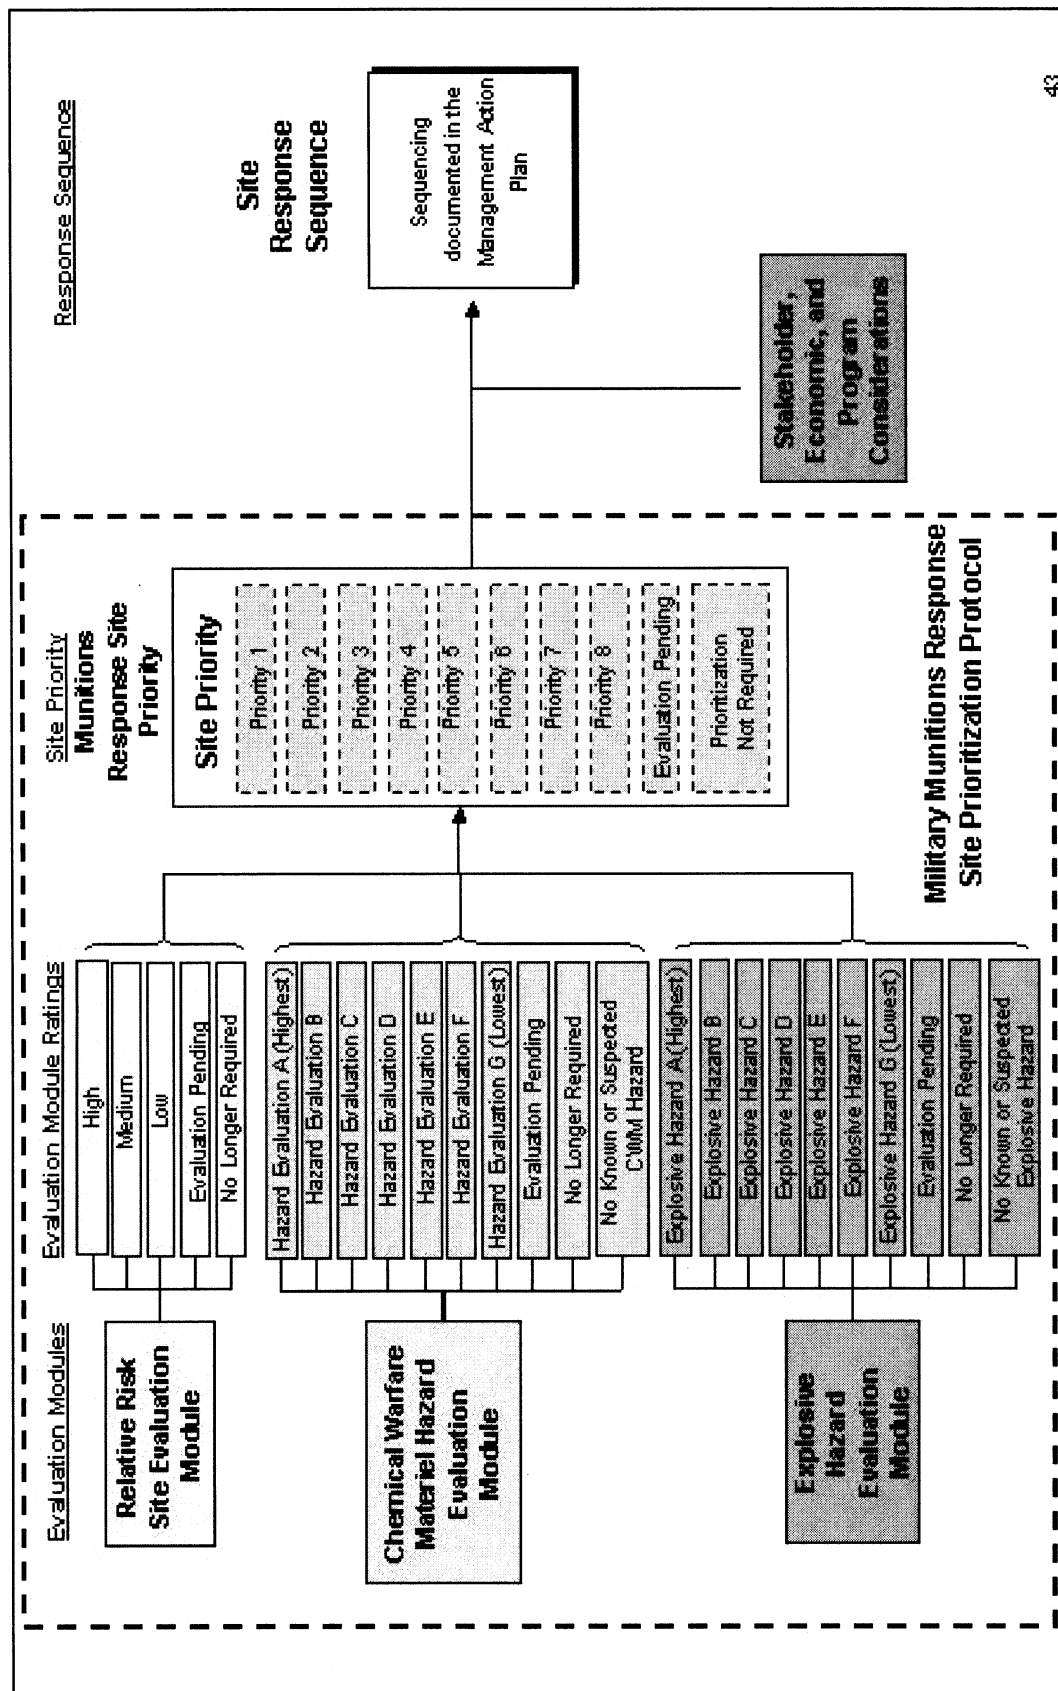 Evaluation Modules
Relative Risk
Site Evaluation
Module
Chemical Warfare
Materiel Hazard
Evaluation
Module
Explosive
Hazard
Evaluation
Module
Evaluation Module Ratings
High
Medium
Low
Evaluation Pending
No Longer Required
Hazard Evaluation A (Highest)
Hazard Evaluation B
Hazard Evaluation C
Hazard Evaluation D
Hazard Evaluation E
Hazard Evaluation F
Hazard Evaluation G (Lowest)
Evaluation Pending
No Longer Required
No Known or Suspected
CWM Hazard
Explosive Hazard A (Highest)
Explosive Hazard B
Explosive Hazard C
Explosive Hazard D
Explosive Hazard E
Explosive Hazard F
Explosive Hazard G (Lowest)
Evaluation Pending
No Longer Required
No Known or Suspected
Explosive Hazard
Site Priority
Munitions
Response Site
Priority
Site Priority
Priority 1
Priority 2
Priority 3
Priority 4
Priority 5
Priority 6
Priority 7
Priority 8
Evaluation Pending
Prioritization
Not Required
Military Munitions Response
Site Prioritization Protocol
Response Sequence
Site
Response
Sequence
Sequencing
documented in the
Management Action
Plan
Stakeholder,
Economic, and
Program
Considerations
43